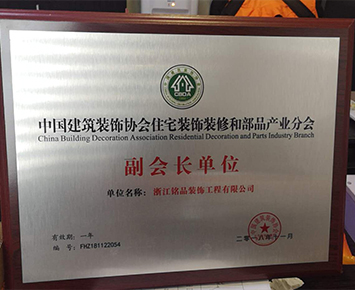 CBDA
中国建筑装饰协会住宅装饰装修和部品产业分会
China Building Decoration Association Residential Decoration and Parts Industry Branch
副会长单位
单位名称：浙江铭品装饰工程有限公司
有效期：一年
编 号：FHZ181122054